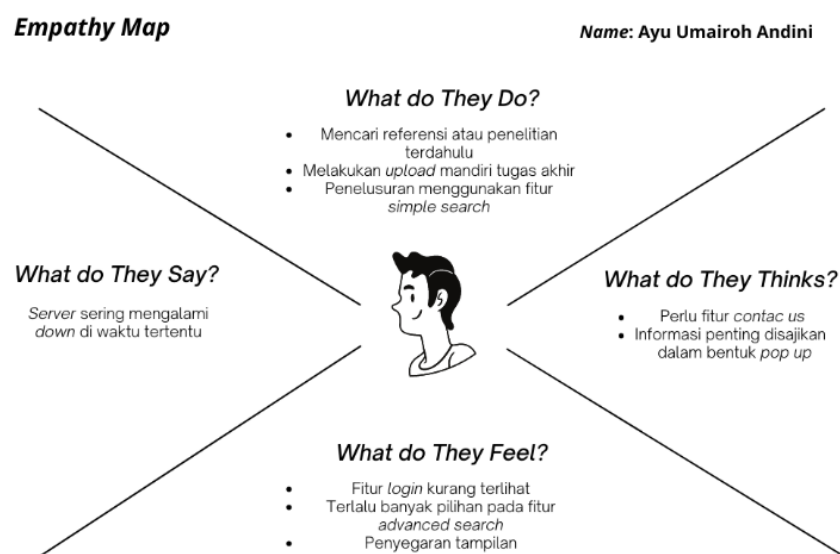 Empathy Map
Name: Ayu Umairoh Andini
What do They Do?
• Mencari referensi atau penelitian
terdahulu
• Melakukan upload mandiri tugas akhir
• Penelusuran menggunakan fitur
simple search
What do They Say?
Server sering mengalami
down di waktu tertentu
What do They Thinks?
• Perlu fitur contac us
• Informasi penting disajikan
dalam bentuk pop up
What do They Feel?
• Fitur login kurang terlihat
• Terlalu banyak pilihan pada fitur
advanced search
• Penyegaran tampilan